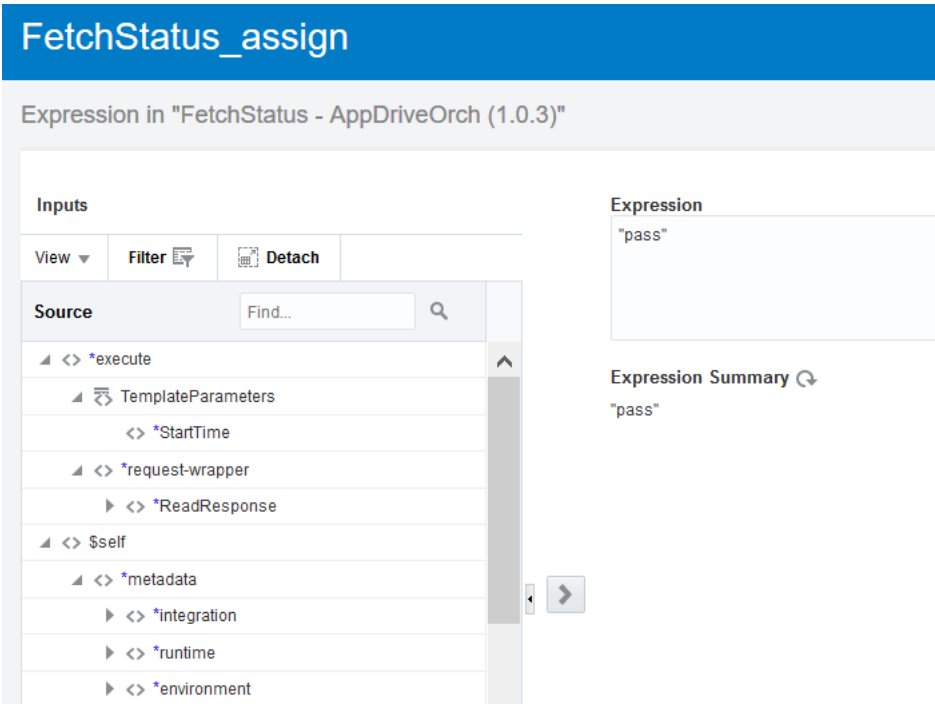 FetchStatus_assign
Expression in "FetchStatus - AppDriveOrch (1.0.3)"
Inputs
View Filter Detach
Source Find...
<> *execute
TemplateParameters
<> *StartTime
<> *request-wrapper
<> *ReadResponse
<> $self
<> *metadata
<> *integration
<> *runtime
<> *environment
Expression
"pass"
Expression Summary
"pass"